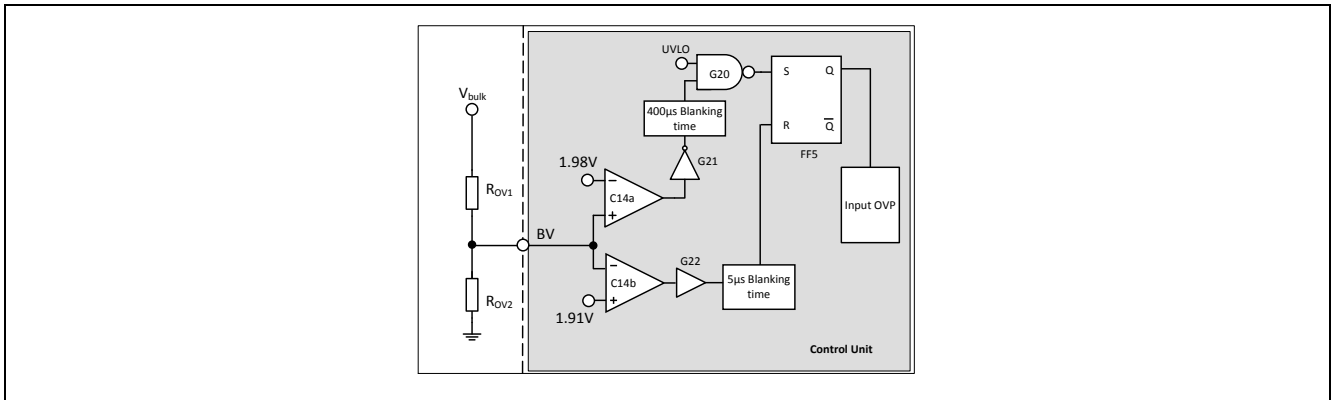 UVLO
G20
S
Q
V_bulk
400µs Blanking
time
R
Q̅
FF5
1.98V
G21
R_OV1
C14a
Input OVP
BV
G22
C14b
5µs Blanking
time
R_OV2
1.91V
Control Unit
−
+
−
+